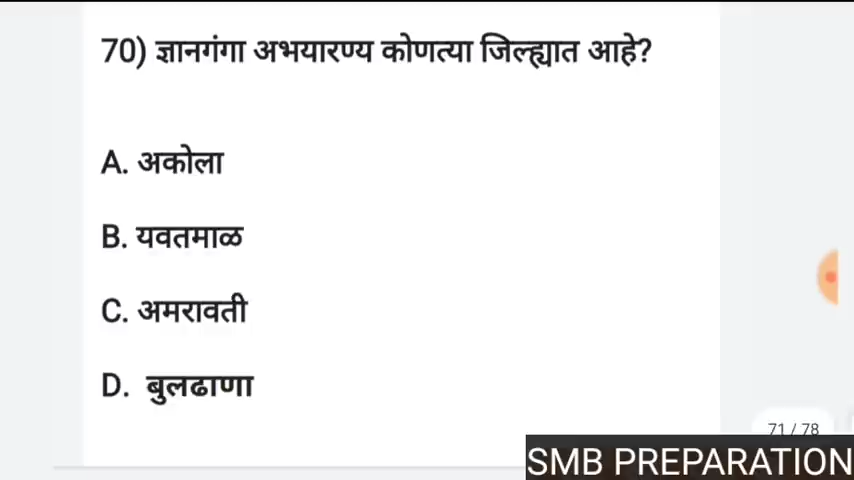 70) ज्ञानगंगा अभयारण्य कोणत्या जिल्ह्यात आहे?
A. अकोला
B. यवतमाळ
C. अमरावती
D. बुलढाणा
71 / 78
SMB PREPARATION